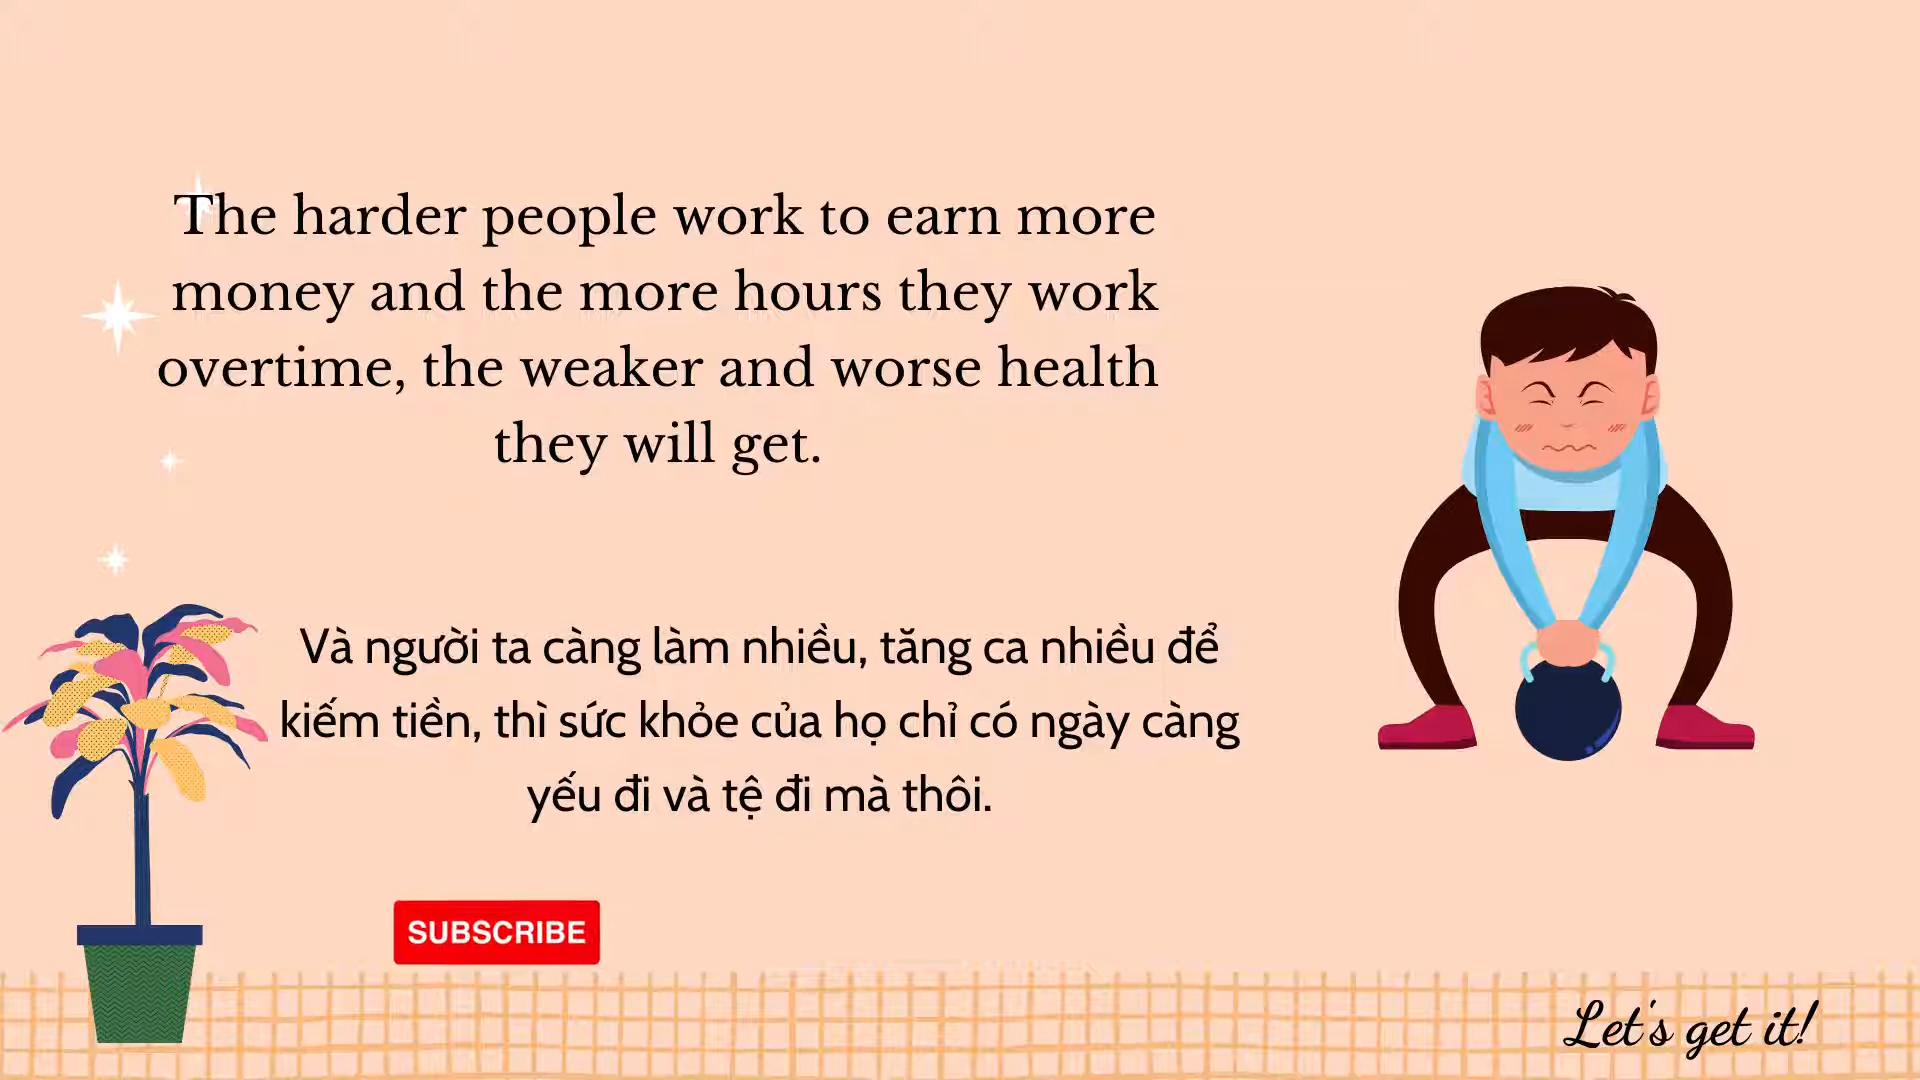 The harder people work to earn more
money and the more hours they work
overtime, the weaker and worse health
they will get.
Và người ta càng làm nhiều, tăng ca nhiều để
kiếm tiền, thì sức khỏe của họ chỉ có ngày càng
yếu đi và tệ đi mà thôi.
SUBSCRIBE
Let's get it!